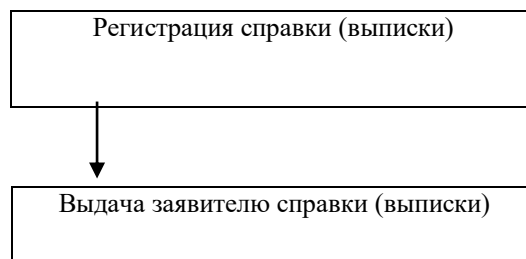 Регистрация справки (выписки)
Выдача заявителю справки (выписки)